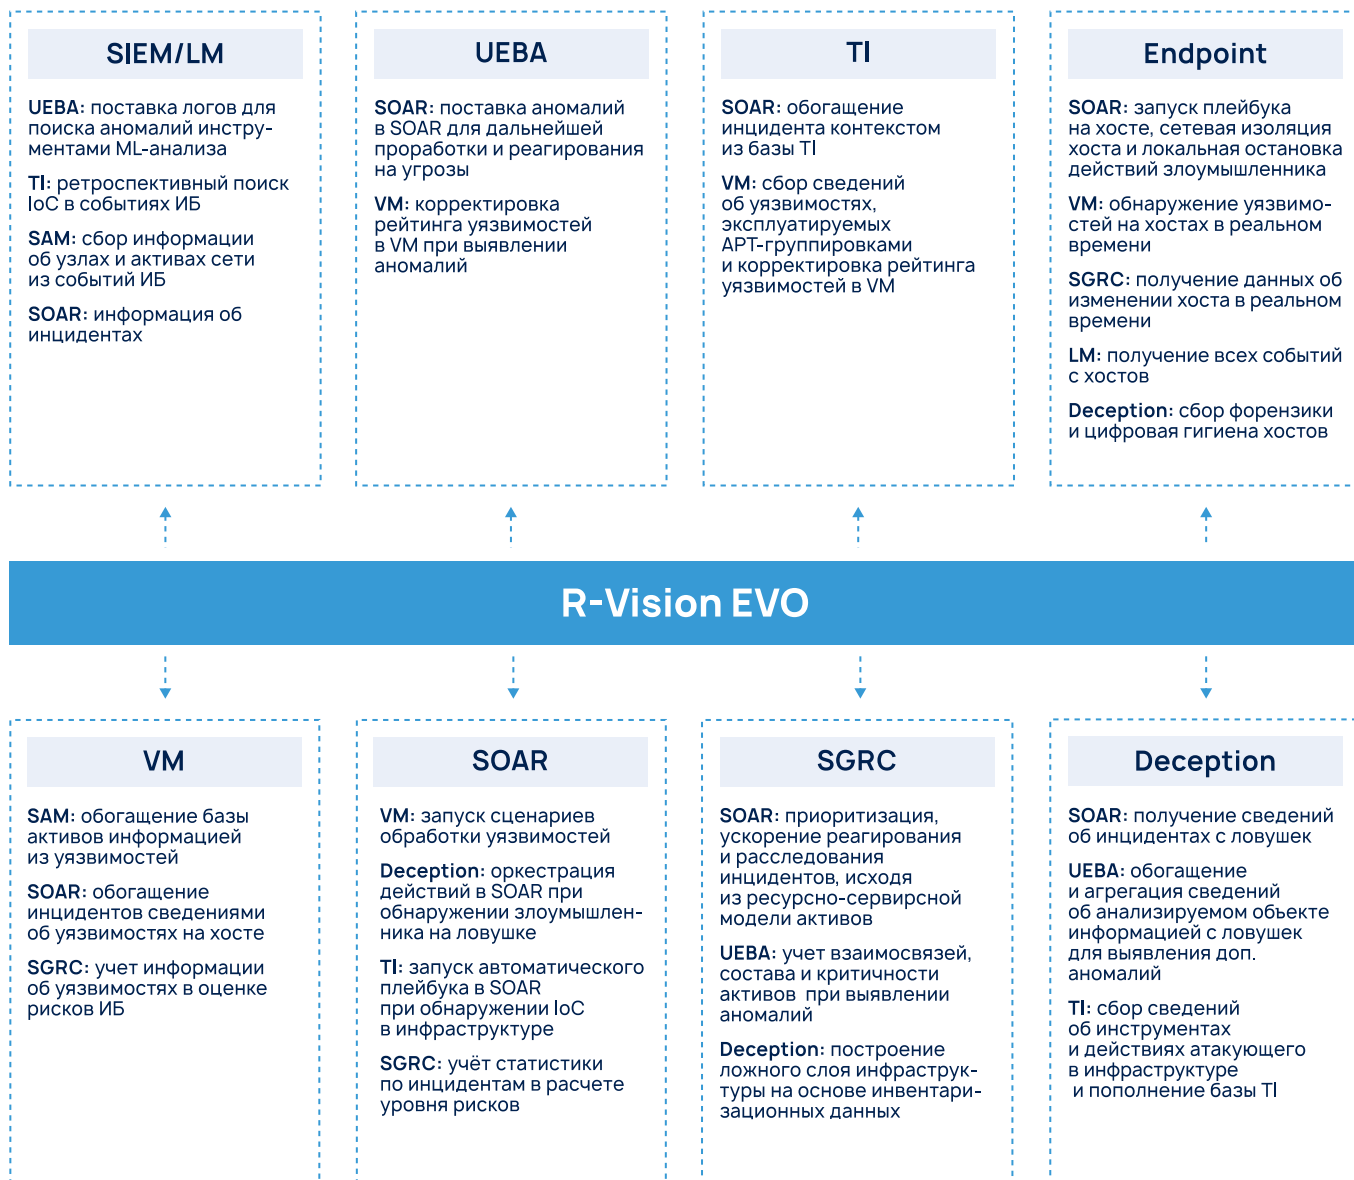 SIEM/LM
UEBA: поставка логов для
поиска аномалий инстру-
ментами ML-анализа
TI: ретроспективный поиск
IoC в событиях ИБ
SAM: сбор информации
об узлах и активах сети
из событий ИБ
SOAR: информация об
инцидентах
UEBA
SOAR: поставка аномалий
в SOAR для дальнейшей
проработки и реагирования
на угрозы
VM: корректировка
рейтинга уязвимостей
в VM при выявлении
аномалий
TI
SOAR: обогащение
инцидента контекстом
из базы TI
VM: сбор сведений
об уязвимостях,
эксплуатируемых
APT-группировками
и корректировка рейтинга
уязвимостей в VM
Endpoint
SOAR: запуск плейбука
на хосте, сетевая изоляция
хоста и локальная остановка
действий злоумышленника
VM: обнаружение уязвимо-
стей на хостах в реальном
времени
SGRC: получение данных об
изменении хоста в реальном
времени
LM: получение всех событий
с хостов
Deception: сбор форензики
и цифровая гигиена хостов
R-Vision EVO
VM
SAM: обогащение базы
активов информацией
из уязвимостей
SOAR: обогащение
инцидентов сведениями
об уязвимостях на хосте
SGRC: учет информации
об уязвимостях в оценке
рисков ИБ
SOAR
VM: запуск сценариев
обработки уязвимостей
Deception: оркестрация
действий в SOAR при
обнаружении злоумышлен-
ника на ловушке
TI: запуск автоматического
плейбука в SOAR
при обнаружении IoC
в инфраструктуре
SGRC: учёт статистики
по инцидентам в расчете
уровня рисков
SGRC
SOAR: приоритизация,
ускорение реагирования
и расследования
инцидентов, исходя
из ресурсно-сервирсной
модели активов
UEBA: учет взаимосвязей,
состава и критичности
активов при выявлении
аномалий
Deception: построение
ложного слоя инфраструк-
туры на основе инвентари-
зационных данных
Deception
SOAR: получение сведений
об инцидентах с ловушек
UEBA: обогащение
и агрегация сведений
об анализируемом объекте
информацией с ловушек
для выявления доп.
аномалий
TI: сбор сведений
об инструментах
и действиях атакующего
в инфраструктуре
и пополнение базы TI